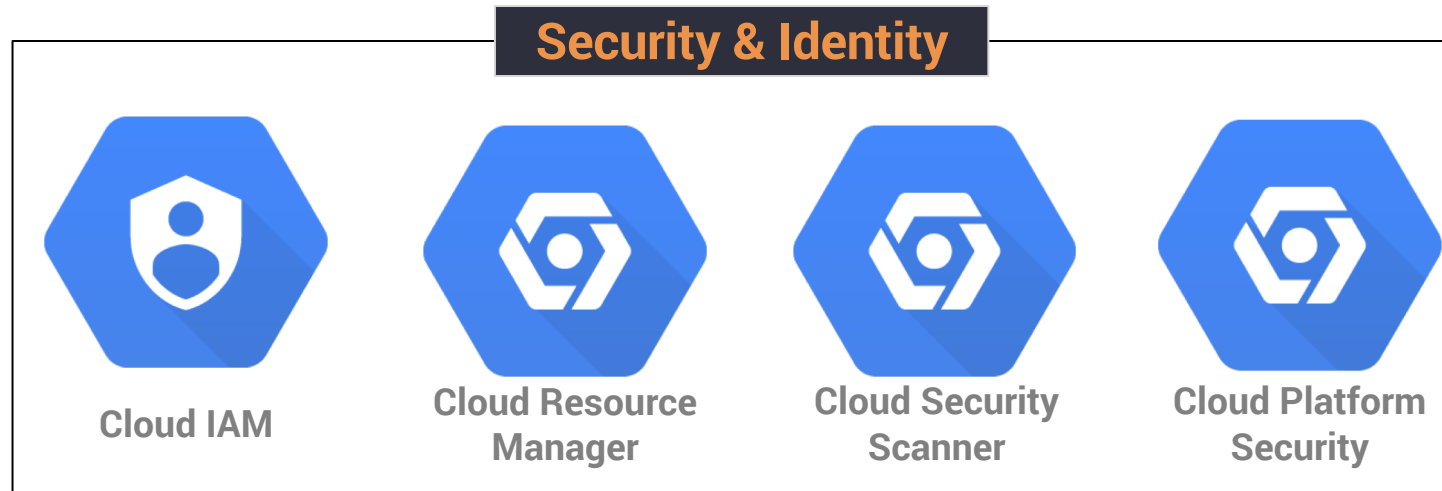 Security & Identity
Cloud IAM
Cloud Resource
Manager
Cloud Security
Scanner
Cloud Platform
Security